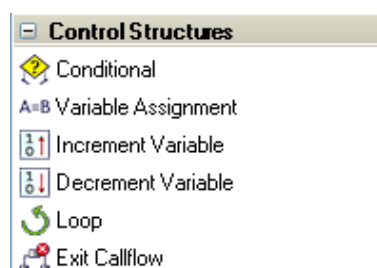 Control Structures
Conditional
A=B Variable Assignment
Increment Variable
Decrement Variable
Loop
Exit Callflow